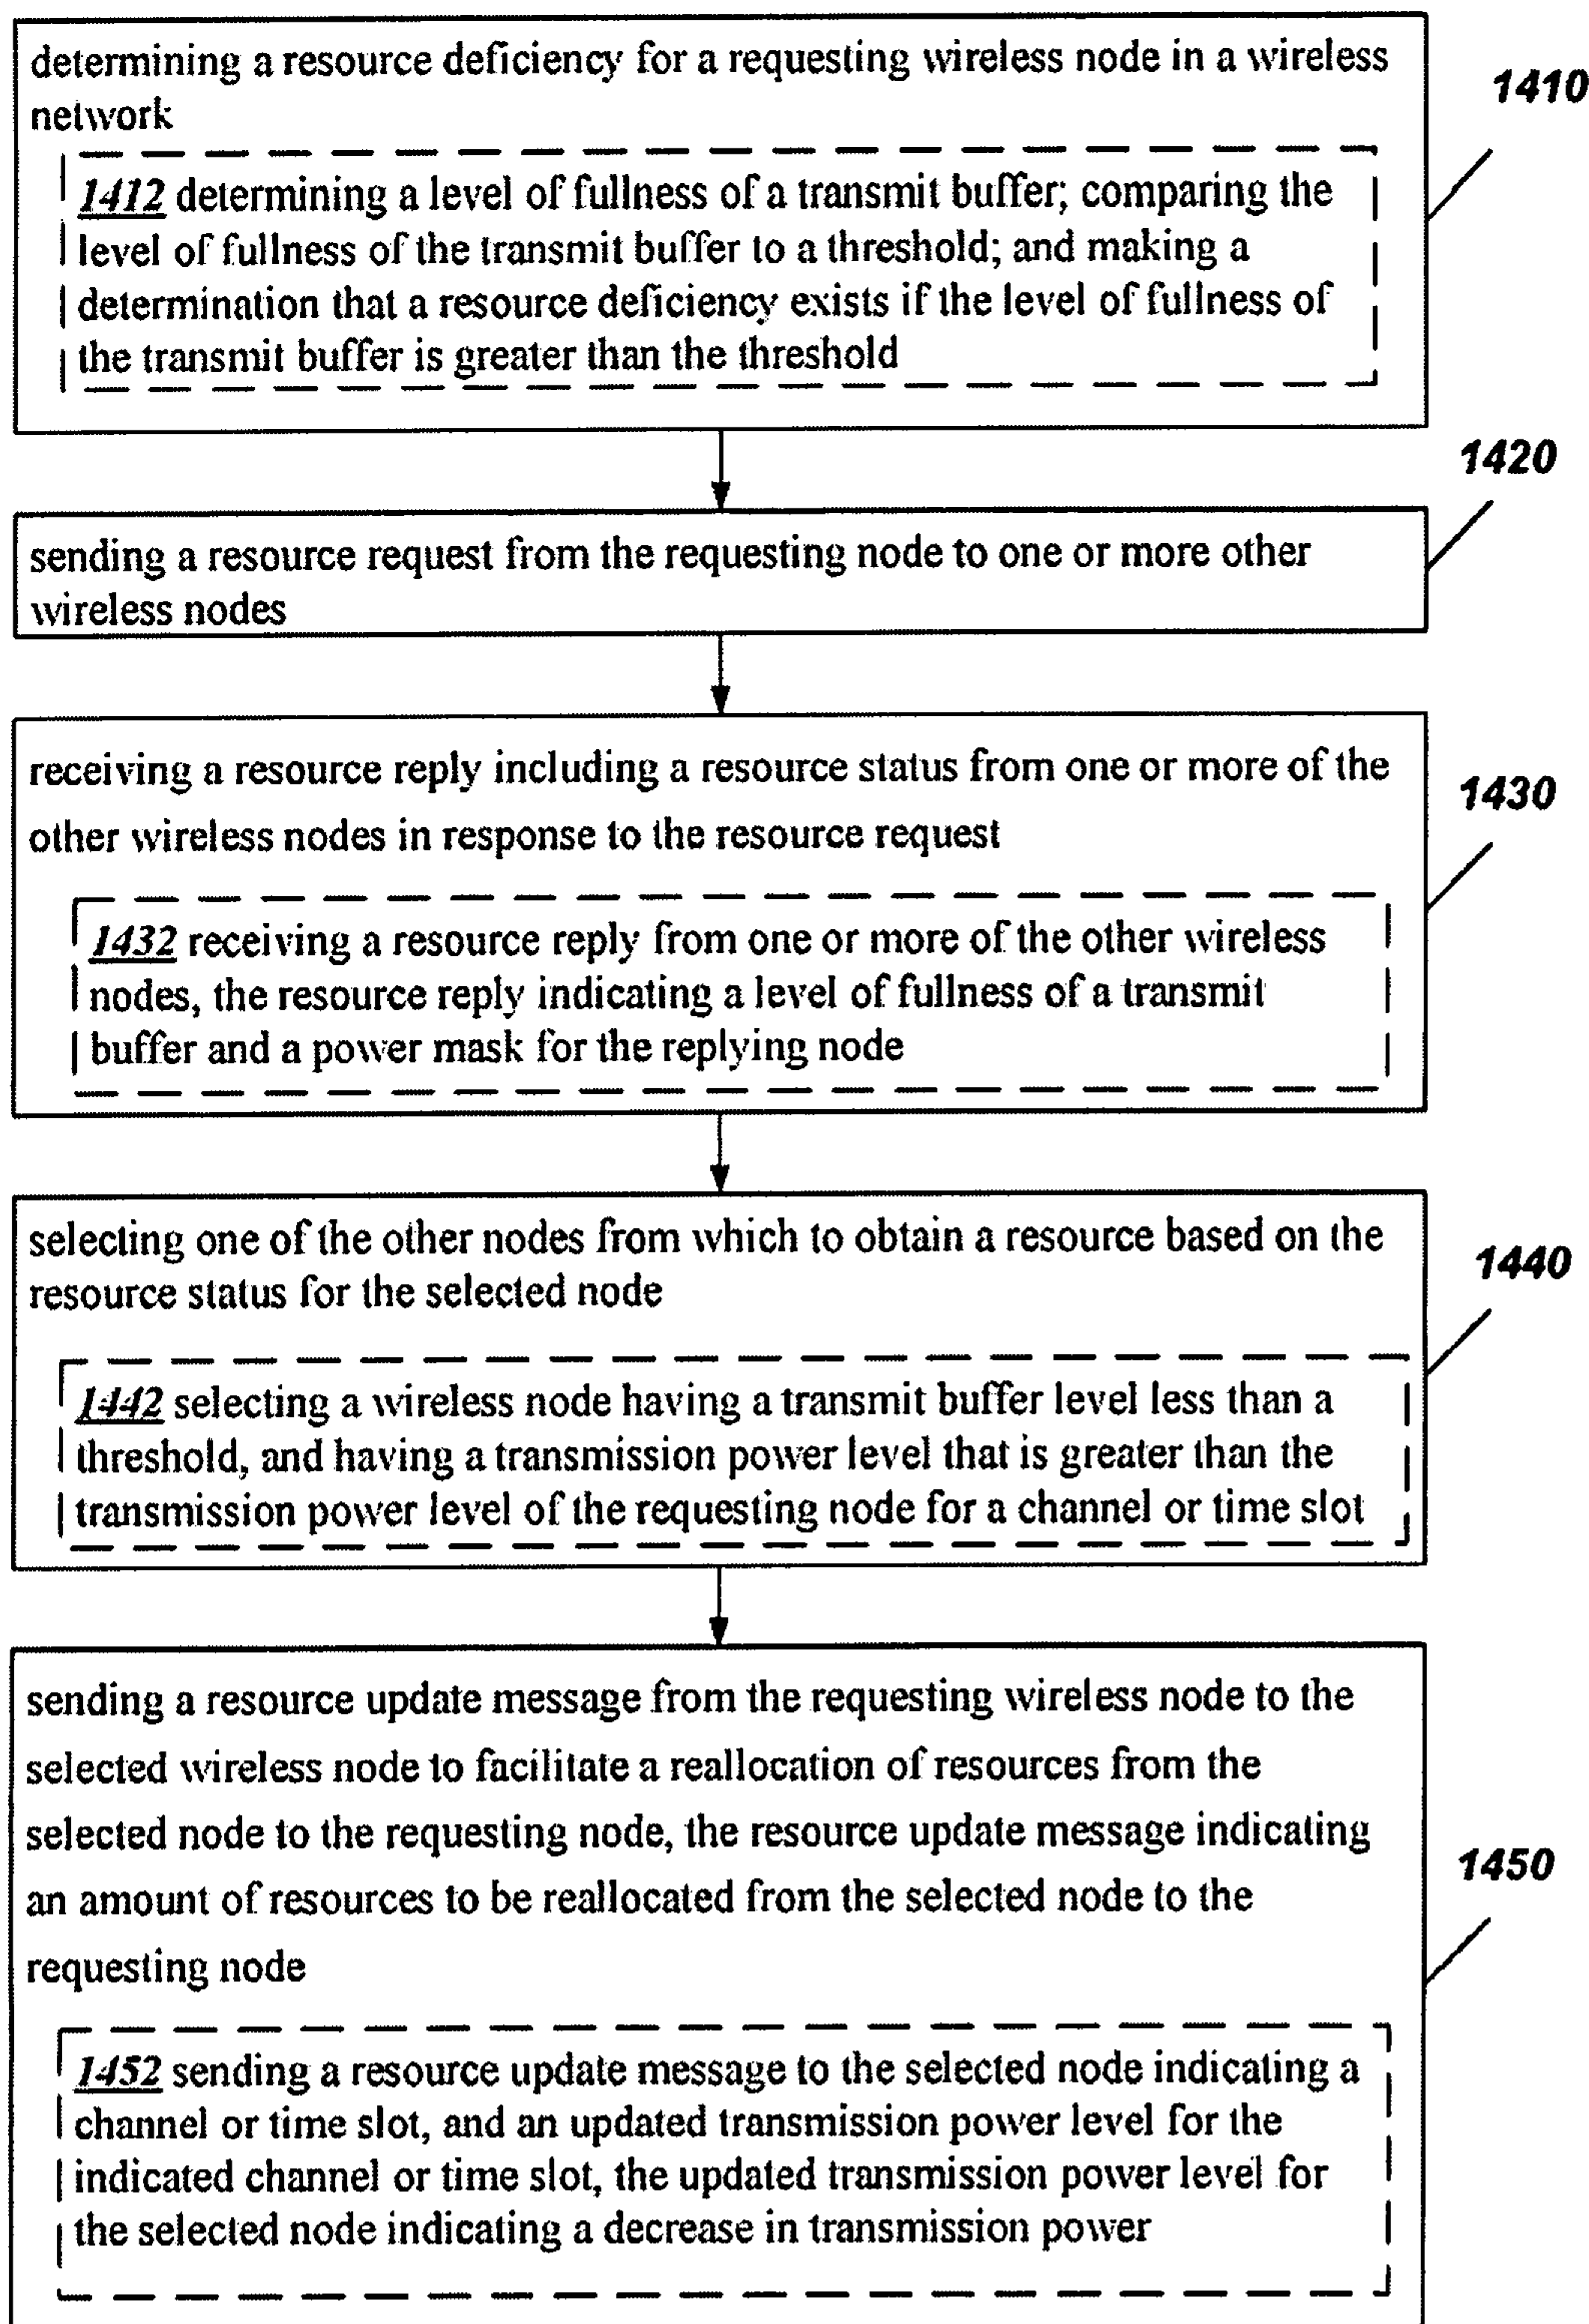 determining a resource deficiency for a requesting wireless node in a wireless
network
1410
1412 determining a level of fullness of a transmit buffer; comparing the
level of fullness of the transmit buffer to a threshold; and making a
determination that a resource deficiency exists if the level of fullness of
the transmit buffer is greater than the threshold
1420
sending a resource request from the requesting node to one or more other
wireless nodes
receiving a resource reply including a resource status from one or more of the
other wireless nodes in response to the resource request
1430
1432 receiving a resource reply from one or more of the other wireless
nodes, the resource reply indicating a level of fullness of a transmit
buffer and a power mask for the replying node
selecting one of the other nodes from which to obtain a resource based on the
resource status for the selected node
1440
1442 selecting a wireless node having a transmit buffer level less than a
threshold, and having a transmission power level that is greater than the
transmission power level of the requesting node for a channel or time slot
sending a resource update message from the requesting wireless node to the
selected wireless node to facilitate a reallocation of resources from the
selected node to the requesting node, the resource update message indicating
an amount of resources to be reallocated from the selected node to the
requesting node
1450
1452 sending a resource update message to the selected node indicating a
channel or time slot, and an updated transmission power level for the
indicated channel or time slot, the updated transmission power level for
the selected node indicating a decrease in transmission power